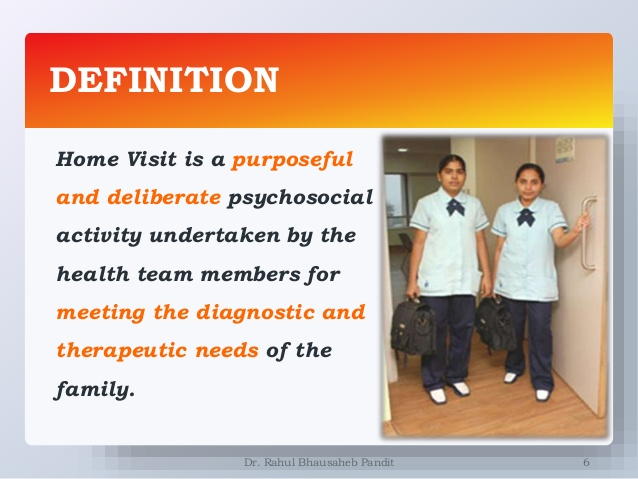 DEFINITION
Home Visit is a purposeful
and deliberate psychosocial
activity undertaken by the
health team members for
meeting the diagnostic and
therapeutic needs of the
family.
Dr. Rahul Bhausaheb Pandit 6